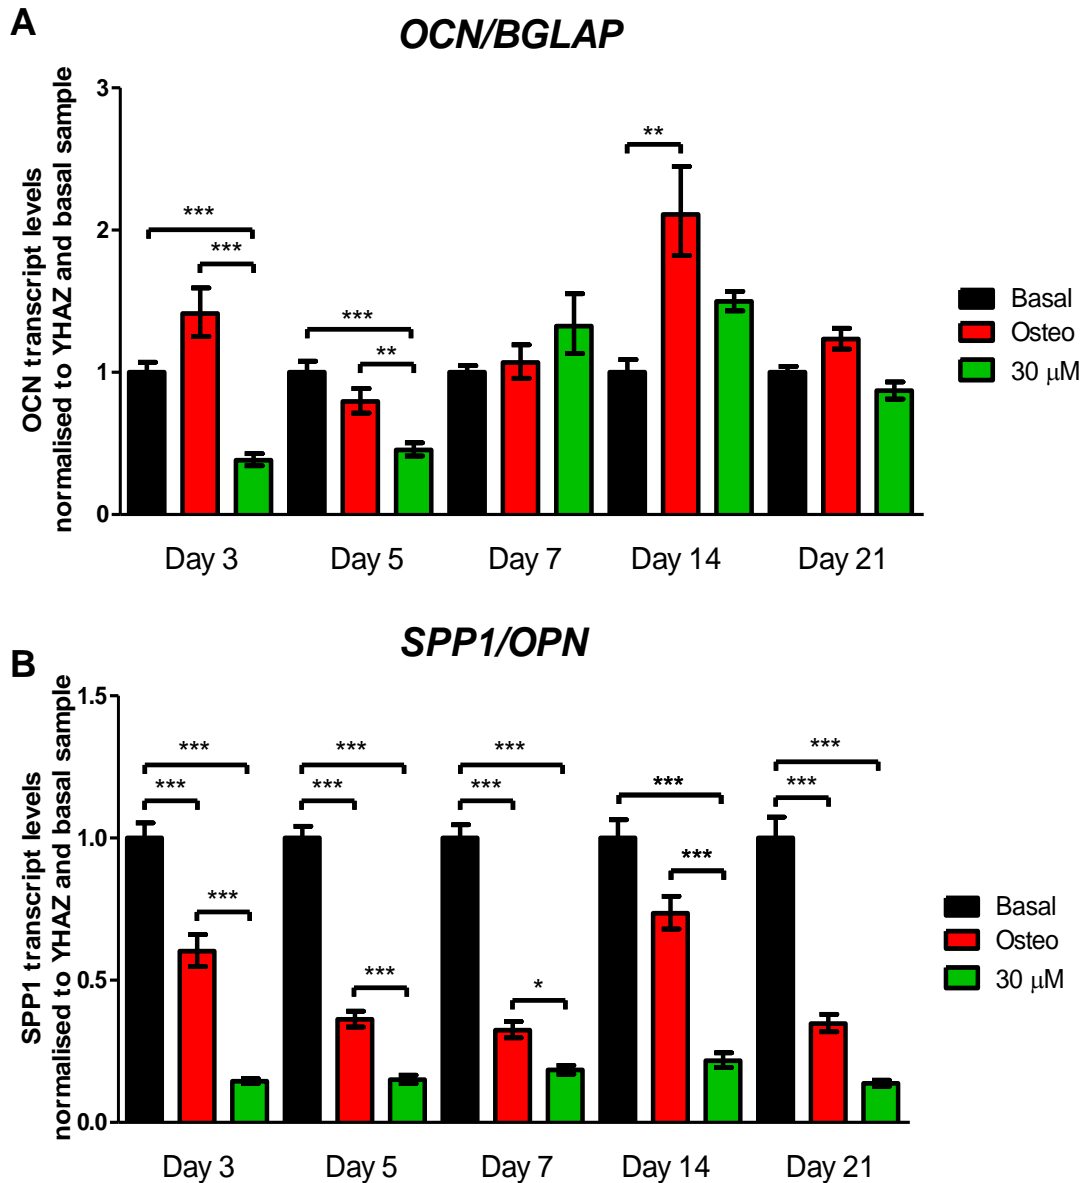 A
OCN/BGLAP
OCN transcript levels
normalised to YHAZ and basal sample
3
2
1
0
***
***
***
**
**
Basal
Osteo
30 μM
Day 3
Day 5
Day 7
Day 14
Day 21
B
SPP1/OPN
SPP1 transcript levels
normalised to YHAZ and basal sample
1.5
1.0
0.5
0.0
***
***
***
***
***
***
***
***
*
***
***
***
***
Basal
Osteo
30 μM
Day 3
Day 5
Day 7
Day 14
Day 21